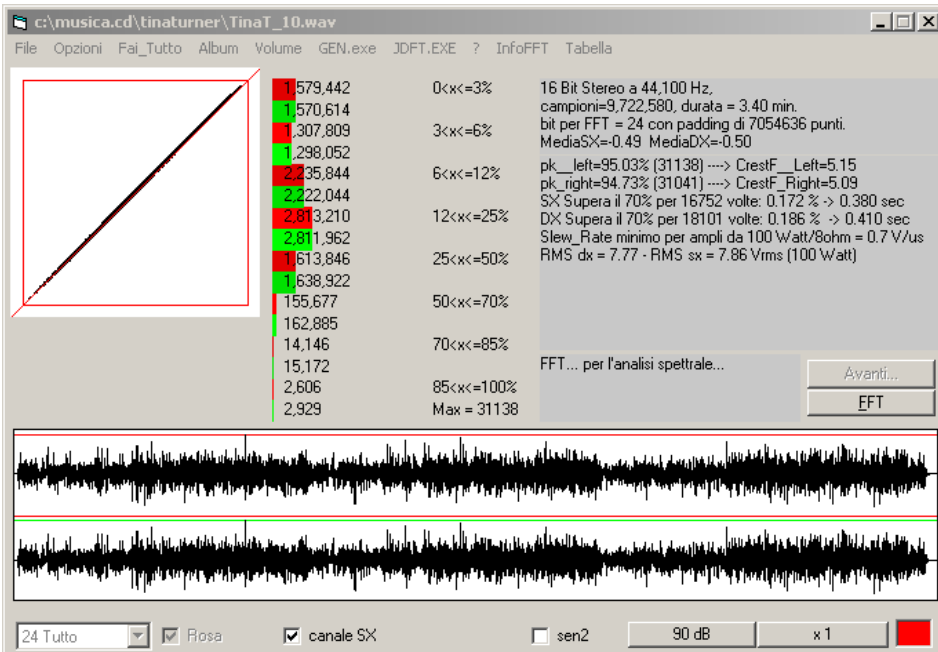 c:\musica.cd\tinaturner\TinaT_10.wav
File Opzioni Fai_Tutto Album Volume GEN.exe JDFT.EXE ? InfoFFT Tabella
1,579,442 0<x<=3%
1,570,614
1,307,809 3<x<=6%
1,298,052
2,235,844 6<x<=12%
2,222,044
2,813,210 12<x<=25%
2,811,962
1,613,846 25<x<=50%
1,638,922
155,677 50<x<=70%
162,885
14,146 70<x<=85%
15,172
2,606 85<x<=100%
2,929 Max = 31138
16 Bit Stereo a 44,100 Hz,
campioni=9,722,580, durata = 3.40 min.
bit per FFT = 24 con padding di 7054636 punti.
MediaSX=-0.49 MediaDX=-0.50
pk__left=95.03% (31138) ----> CrestF__Left=5.15
pk_right=94.73% (31041) ----> CrestF_Right=5.09
SX Supera il 70% per 16752 volte: 0.172 % -> 0.380 sec
DX Supera il 70% per 18101 volte: 0.186 % -> 0.410 sec
Slew_Rate minimo per ampli da 100 Watt/8ohm = 0.7 V/us
RMS dx = 7.77 - RMS sx = 7.86 Vrms (100 Watt)
FFT... per l'analisi spettrale...
Avanti...
FFT
24 Tutto Rosa canale SX sen2 90 dB x 1